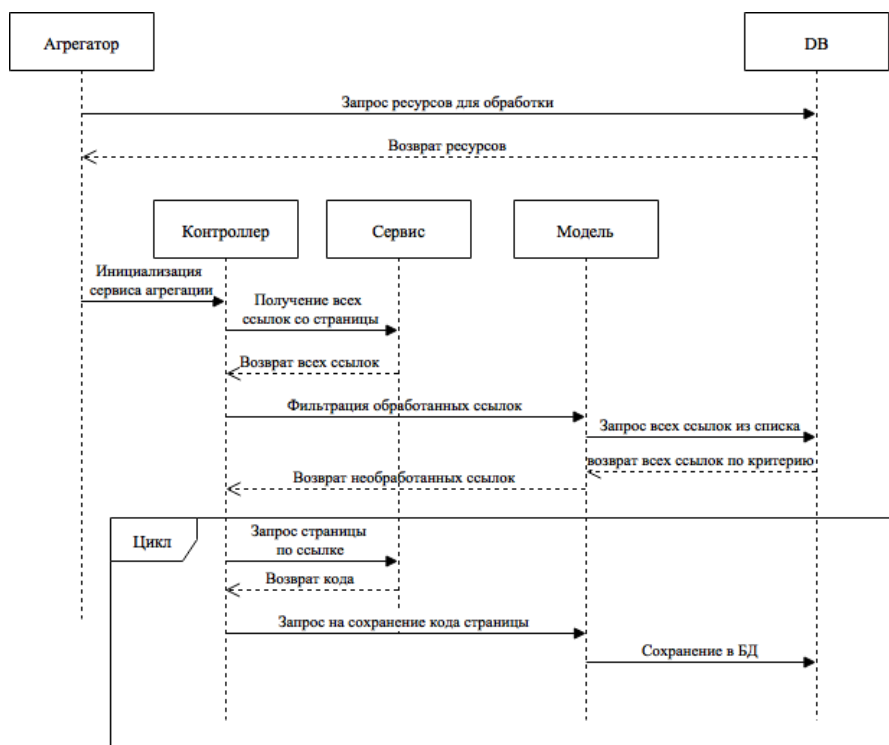 Агрегатор
DB
Запрос ресурсов для обработки
Возврат ресурсов
Контроллер
Сервис
Модель
Инициализация
сервиса агрегации
Получение всех
ссылок со страницы
Возврат всех ссылок
Фильтрация обработанных ссылок
Запрос всех ссылок из списка
возврат всех ссылок по критерию
Возврат необработанных ссылок
Цикл
Запрос страницы
по ссылке
Возврат кода
Запрос на сохранение кода страницы
Сохранение в БД